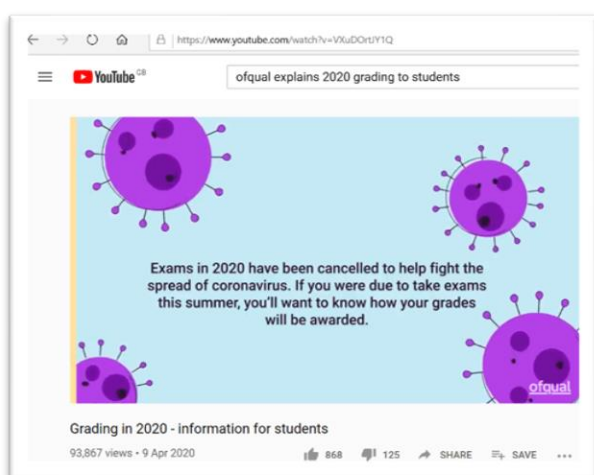 https://www.youtube.com/watch?v=VXuDOrtJY1Q
YouTube GB
ofqual explains 2020 grading to students
Exams in 2020 have been cancelled to help fight the
spread of coronavirus. If you were due to take exams
this summer, you'll want to know how your grades
will be awarded.
ofqual
Grading in 2020 - information for students
93,867 views • 9 Apr 2020 868 125 SHARE SAVE